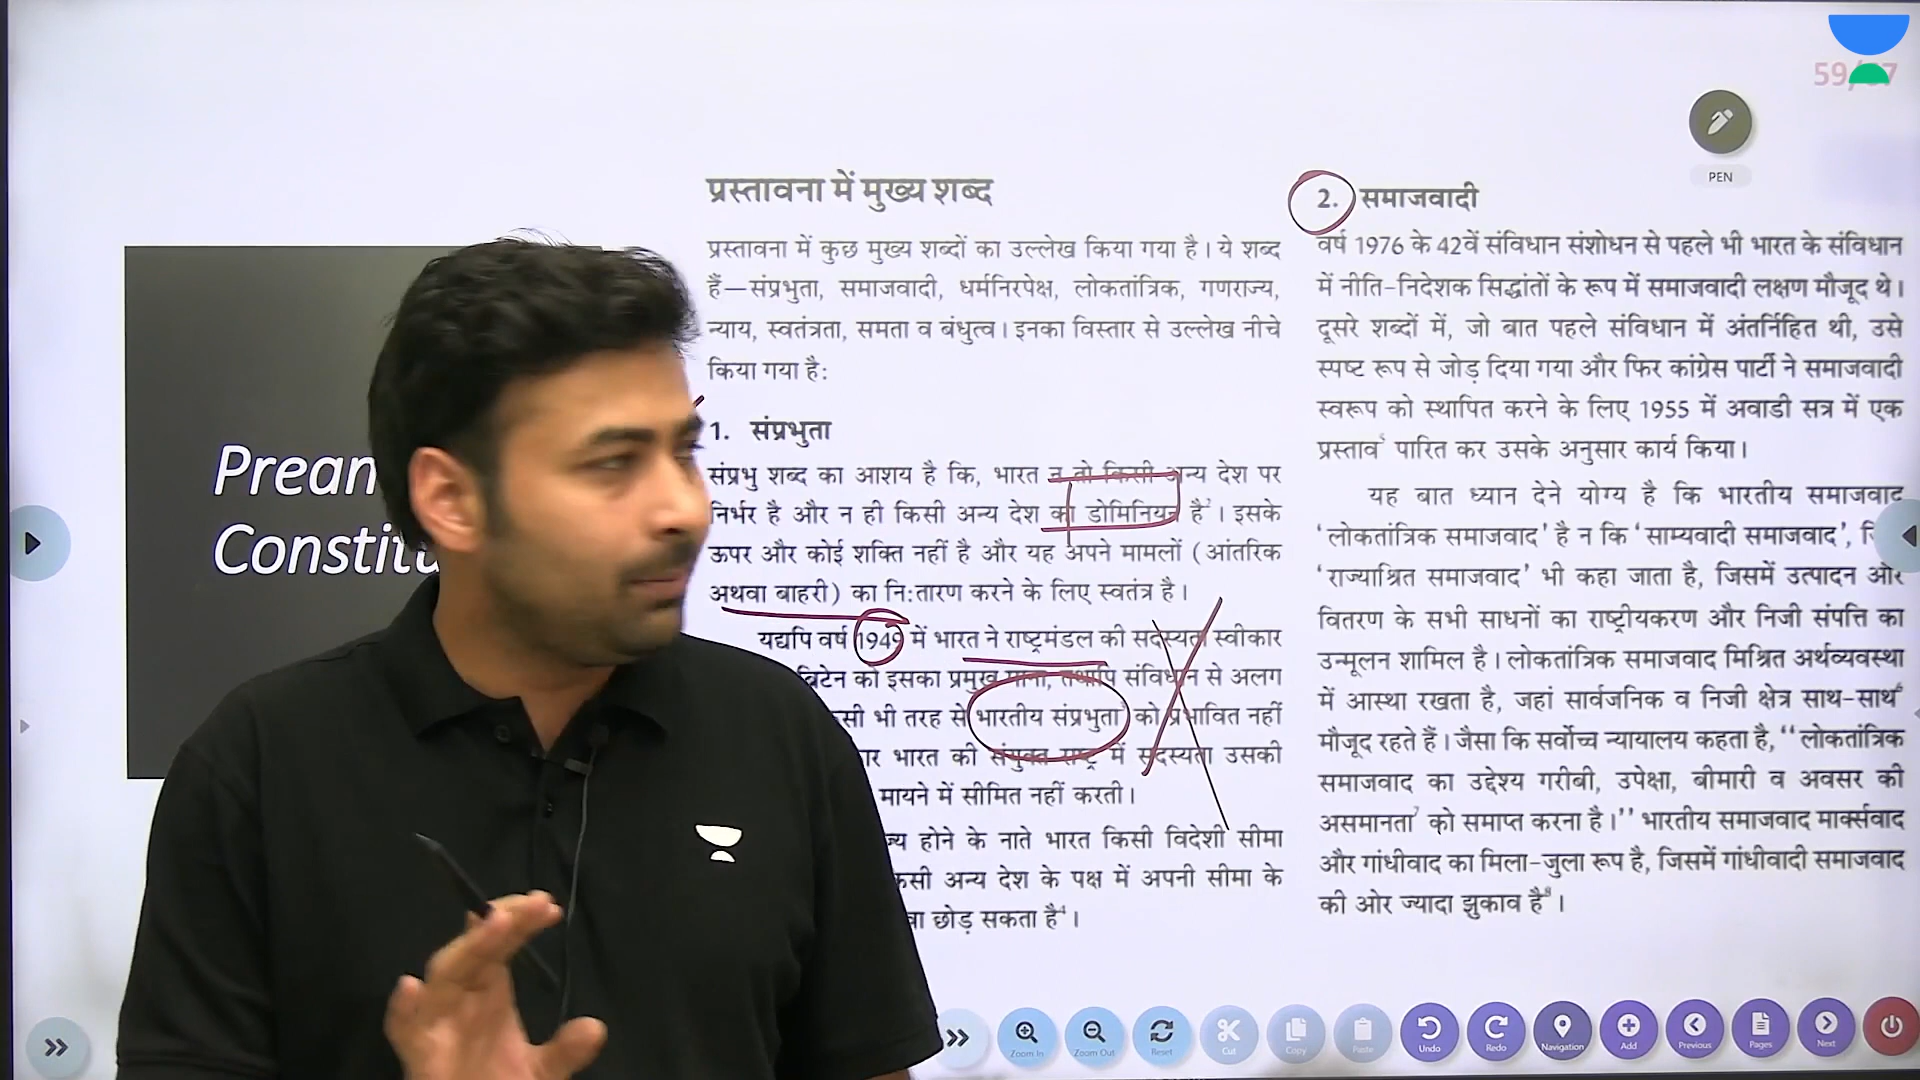 59/
PEN
प्रस्तावना में मुख्य शब्द
प्रस्तावना में कुछ मुख्य शब्दों का उल्लेख किया गया है। ये शब्द
हैं—संप्रभुता, समाजवादी, धर्मनिरपेक्ष, लोकतांत्रिक, गणराज्य,
न्याय, स्वतंत्रता, समता व बंधुत्व। इनका विस्तार से उल्लेख नीचे
किया गया है:
1. संप्रभुता
संप्रभु शब्द का आशय है कि, भारत न तो किसी अन्य देश पर
निर्भर है और न ही किसी अन्य देश का डोमिनियन है²। इसके
ऊपर और कोई शक्ति नहीं है और यह अपने मामलों (आंतरिक
अथवा बाहरी) का नि:तारण करने के लिए स्वतंत्र है।
यद्यपि वर्ष 1949 में भारत ने राष्ट्रमंडल की सदस्यता स्वीकार
ब्रिटेन को इसका प्रमुख माना, तथापि संविधान से अलग
भी तरह से भारतीय संप्रभुता³ को प्रभावित नहीं
भारत की संयुक्त राष्ट्र में सदस्यता उसकी
मायने में सीमित नहीं करती।
होने के नाते भारत किसी विदेशी सीमा
अन्य देश के पक्ष में अपनी सीमा के
छोड़ सकता है⁴।
2. समाजवादी
वर्ष 1976 के 42वें संविधान संशोधन से पहले भी भारत के संविधान
में नीति-निदेशक सिद्धांतों के रूप में समाजवादी लक्षण मौजूद थे।
दूसरे शब्दों में, जो बात पहले संविधान में अंतर्निहित थी, उसे
स्पष्ट रूप से जोड़ दिया गया और फिर कांग्रेस पार्टी ने समाजवादी
स्वरूप को स्थापित करने के लिए 1955 में अवाडी सत्र में एक
प्रस्ताव⁵ पारित कर उसके अनुसार कार्य किया।
यह बात ध्यान देने योग्य है कि भारतीय समाजवाद
'लोकतांत्रिक समाजवाद' है न कि 'साम्यवादी समाजवाद',
'राज्याश्रित समाजवाद' भी कहा जाता है, जिसमें उत्पादन और
वितरण के सभी साधनों का राष्ट्रीयकरण और निजी संपत्ति का
उन्मूलन शामिल है। लोकतांत्रिक समाजवाद मिश्रित अर्थव्यवस्था
में आस्था रखता है, जहां सार्वजनिक व निजी क्षेत्र साथ-साथ⁶
मौजूद रहते हैं। जैसा कि सर्वोच्च न्यायालय कहता है, ''लोकतांत्रिक
समाजवाद का उद्देश्य गरीबी, उपेक्षा, बीमारी व अवसर की
असमानता⁷ को समाप्त करना है।'' भारतीय समाजवाद मार्क्सवाद
और गांधीवाद का मिला-जुला रूप है, जिसमें गांधीवादी समाजवाद
की ओर ज्यादा झुकाव है⁸।
Zoom In
Zoom Out
Reset
Cut
Copy
Paste
Undo
Redo
Navigation
Add
Previous
Pages
Next